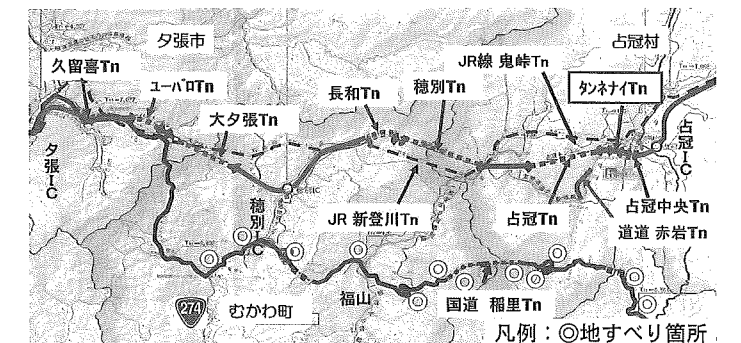 夕張市
占冠村
久留喜Tn
ユーパロTn
JR線 鬼峠Tn
長和Tn
穂別Tn
タンネナイTn
大夕張Tn
夕張IC
占冠IC
穂別IC
JR 新登川Tn
占冠Tn
占冠中央Tn
道道 赤岩Tn
274
むかわ町
福山
国道 稲里Tn
凡例：◎地すべり箇所